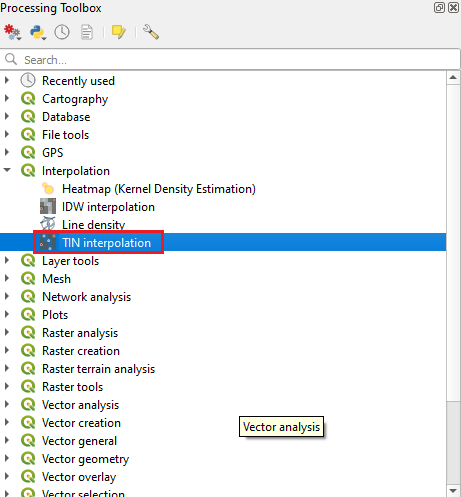 Processing Toolbox
Search...
Recently used
Cartography
Database
File tools
GPS
Interpolation
Heatmap (Kernel Density Estimation)
IDW interpolation
Line density
TIN interpolation
Layer tools
Mesh
Network analysis
Plots
Raster analysis
Raster creation
Raster terrain analysis
Raster tools
Vector analysis
Vector creation
Vector analysis
Vector general
Vector geometry
Vector overlay
Vector selection